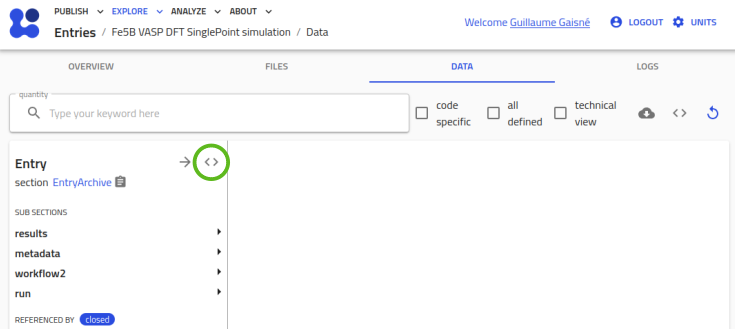 PUBLISH EXPLORE ANALYZE ABOUT
Welcome Guillaume Gaisné LOGOUT UNITS
Entries / Fe5B VASP DFT SinglePoint simulation / Data
OVERVIEW FILES DATA LOGS
quantity
Type your keyword here
code specific
all defined
technical view
Entry
section EntryArchive
SUB SECTIONS
results
metadata
workflow2
run
REFERENCED BY closed